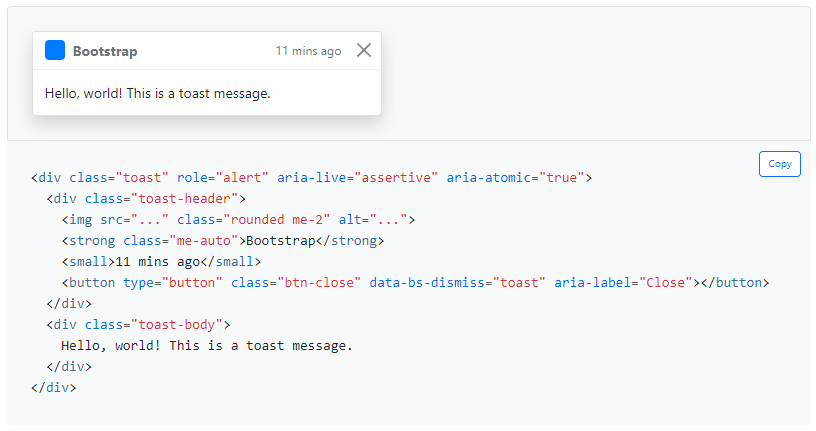 Bootstrap 11 mins ago
Hello, world! This is a toast message.
Copy
<div class="toast" role="alert" aria-live="assertive" aria-atomic="true">
  <div class="toast-header">
    <img src="..." class="rounded me-2" alt="...">
    <strong class="me-auto">Bootstrap</strong>
    <small>11 mins ago</small>
    <button type="button" class="btn-close" data-bs-dismiss="toast" aria-label="Close"></button>
  </div>
  <div class="toast-body">
    Hello, world! This is a toast message.
  </div>
</div>